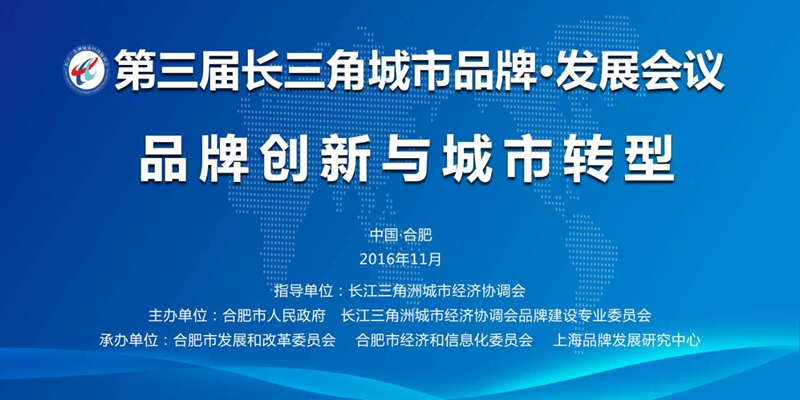 第三届长三角城市品牌·发展会议
品牌创新与城市转型
中国·合肥
2016年11月
指导单位：长江三角洲城市经济协调会
主办单位：合肥市人民政府 长江三角洲城市经济协调会品牌建设专业委员会
承办单位：合肥市发展和改革委员会 合肥市经济和信息化委员会 上海品牌发展研究中心